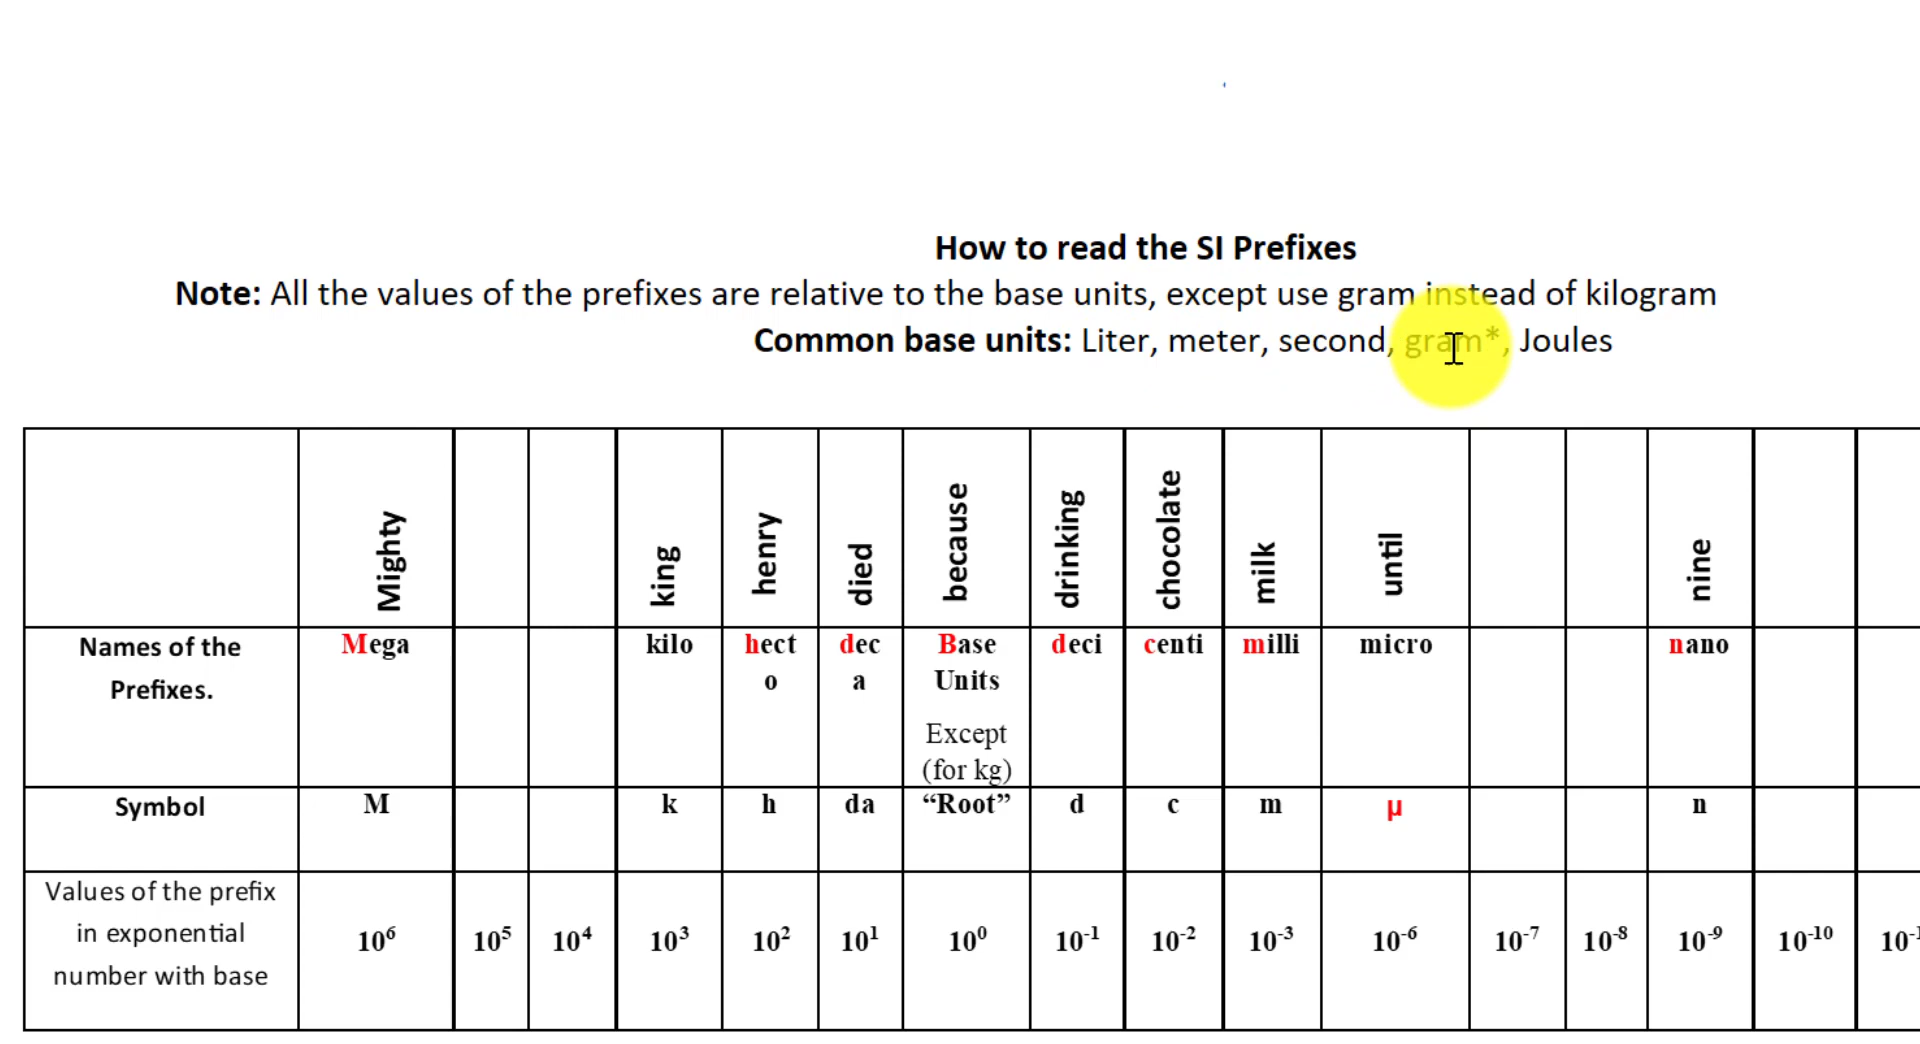 How to read the SI Prefixes
Note: All the values of the prefixes are relative to the base units, except use gram instead of kilogram
Common base units: Liter, meter, second, gram*, Joules
Mighty king henry died because drinking chocolate milk until nine
Names of the Prefixes. Mega kilo hecto deca Base Units Except (for kg) deci centi milli micro nano
Symbol M k h da “Root” d c m µ n
Values of the prefix in exponential number with base 10⁶ 10⁵ 10⁴ 10³ 10² 10¹ 10⁰ 10⁻¹ 10⁻² 10⁻³ 10⁻⁶ 10⁻⁷ 10⁻⁸ 10⁻⁹ 10⁻¹⁰